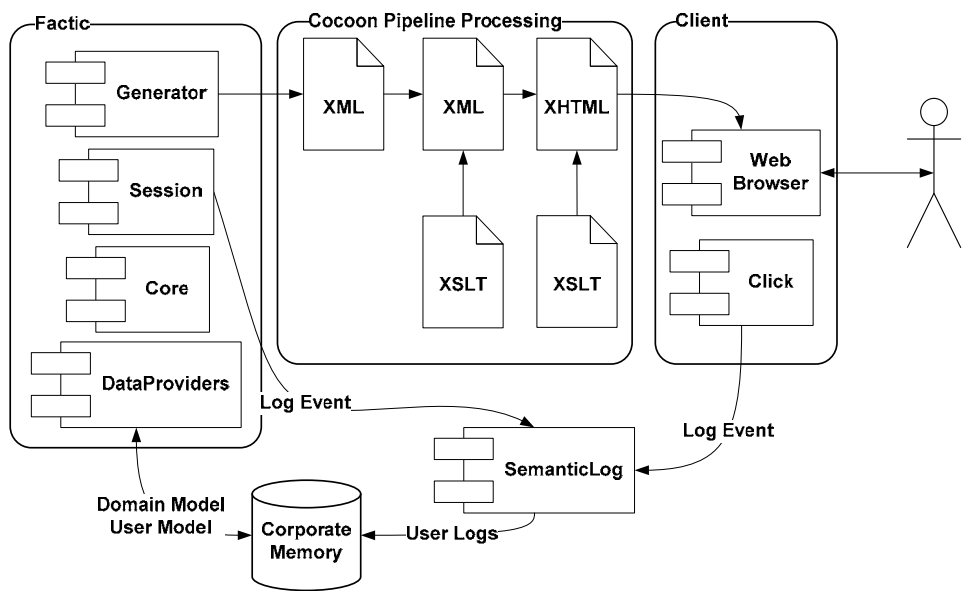 Factic
Cocoon Pipeline Processing
Client
Generator
XML
XML
XHTML
Web
Browser
Session
Core
XSLT
XSLT
Click
DataProviders
Log Event
Log Event
SemanticLog
Domain Model
User Model
Corporate
Memory
User Logs